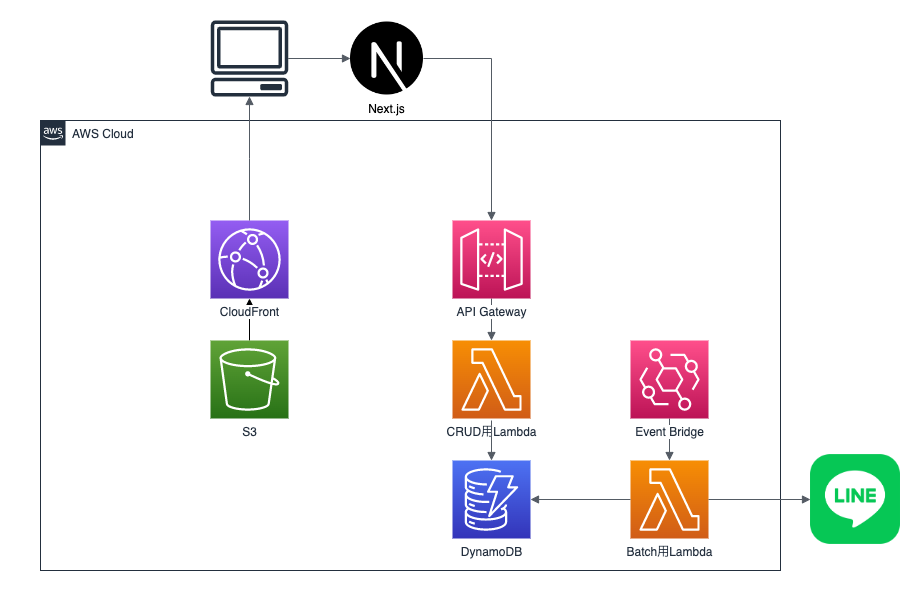 Next.js
aws
AWS Cloud
</>
CloudFront
API Gateway
S3
CRUD用Lambda
Event Bridge
LINE
DynamoDB
Batch用Lambda